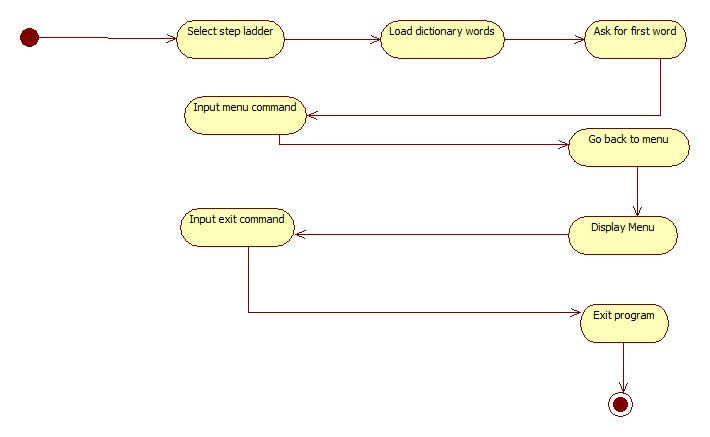 Select step ladder
Load dictionary words
Ask for first word
Input menu command
Go back to menu
Input exit command
Display Menu
Exit program